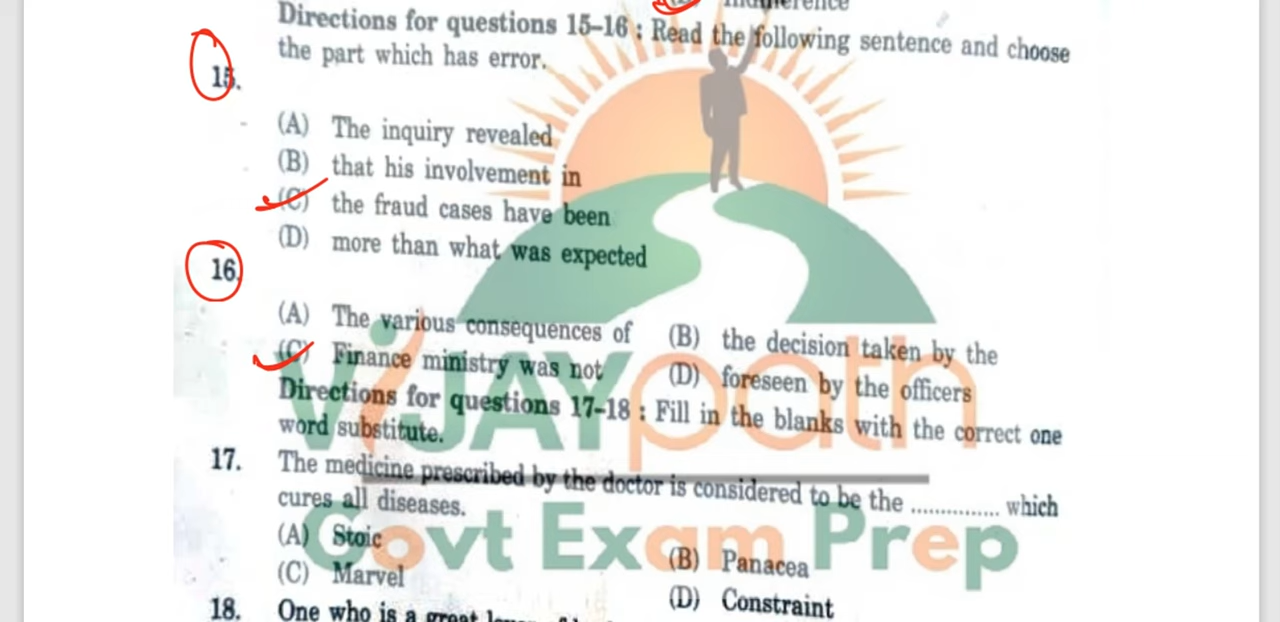 Directions for questions 15–16 : Read the following sentence and choose
the part which has error.
15.
(A) The inquiry revealed
(B) that his involvement in
(C) the fraud cases have been
(D) more than what was expected
16.
(A) The various consequences of (B) the decision taken by the
(C) Finance ministry was not (D) foreseen by the officers
Directions for questions 17–18 : Fill in the blanks with the correct one
word substitute.
17. The medicine prescribed by the doctor is considered to be the ............... which
cures all diseases.
(A) Stoic (B) Panacea
(C) Marvel (D) Constraint
18. One who is a great
VIJAYpath
Govt Exam Prep